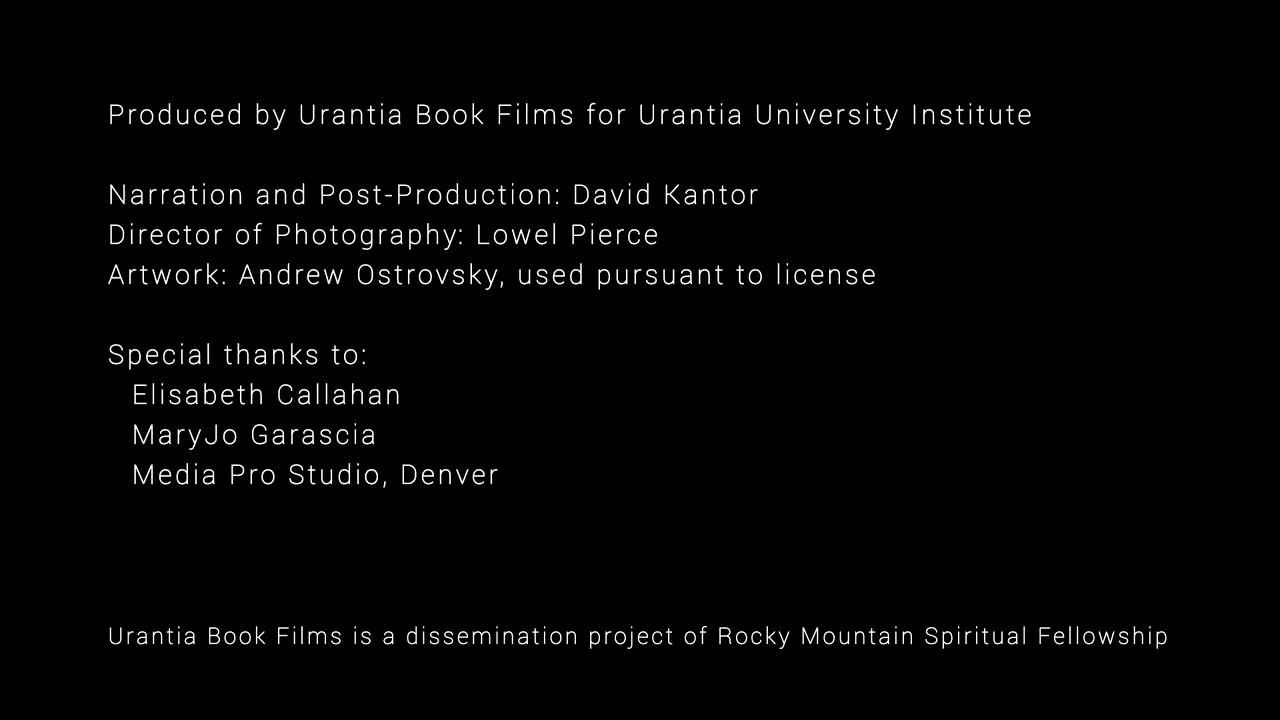 Produced by Urantia Book Films for Urantia University Institute
Narration and Post-Production: David Kantor
Director of Photography: Lowel Pierce
Artwork: Andrew Ostrovsky, used pursuant to license
Special thanks to:
Elisabeth Callahan
MaryJo Garascia
Media Pro Studio, Denver
Urantia Book Films is a dissemination project of Rocky Mountain Spiritual Fellowship